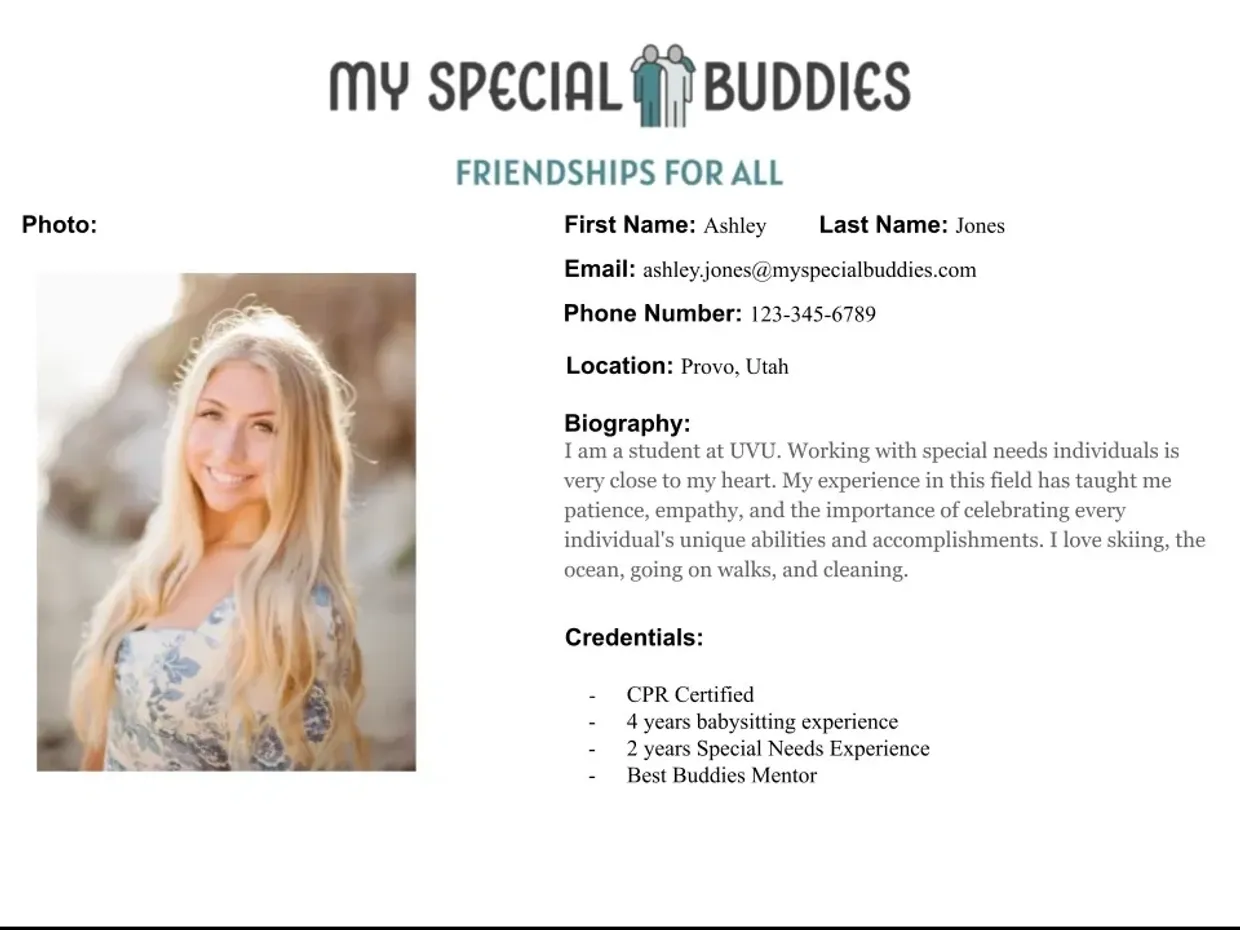 MY SPECIAL BUDDIES
FRIENDSHIPS FOR ALL
Photo:
First Name: Ashley Last Name: Jones
Email: ashley.jones@myspecialbuddies.com
Phone Number: 123-345-6789
Location: Provo, Utah
Biography:
I am a student at UVU. Working with special needs individuals is
very close to my heart. My experience in this field has taught me
patience, empathy, and the importance of celebrating every
individual's unique abilities and accomplishments. I love skiing, the
ocean, going on walks, and cleaning.
Credentials:
- CPR Certified
- 4 years babysitting experience
- 2 years Special Needs Experience
- Best Buddies Mentor